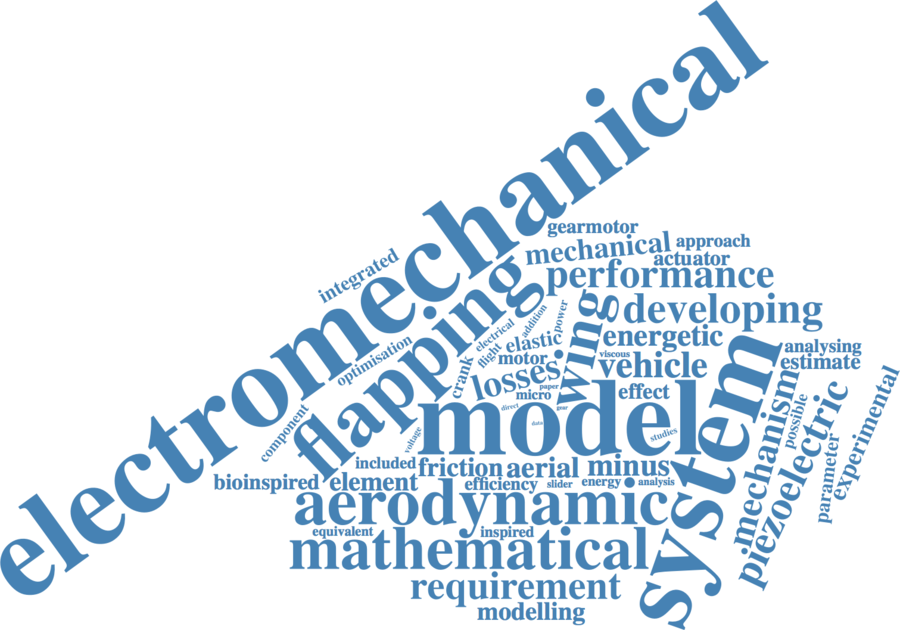 electromechanical
gearmotor
mechanical
approach
actuator
integrated
performance
flapping
wing
developing
power
addition
electrical
energetic
elastic
optimisation
flight
motor
viscous
vehicle
analysing
estimate
system
crank
losses
paper
micro
effect
direct
gear
model
data
studies
mechanism
possible
piezoelectric
experimental
parameter
component
voltage
included
friction
aerial
minus
bioinspired
element
efficiency
slider
energy
analysis
aerodynamic
equivalent
inspired
mathematical
requirement
modelling